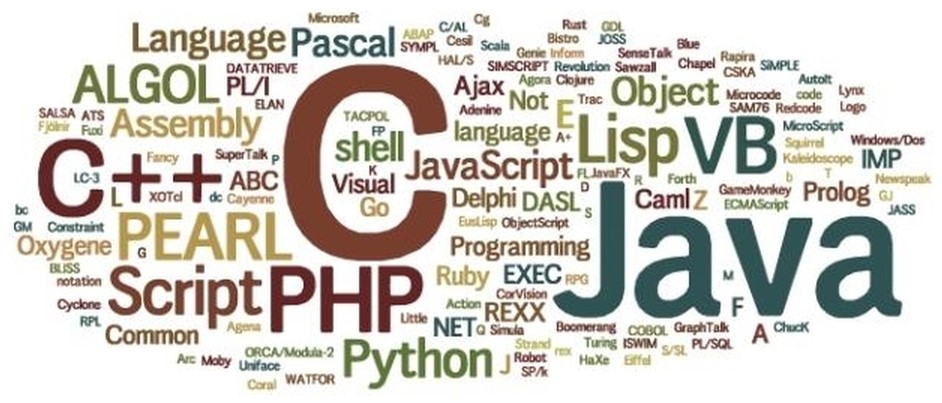 Microsoft
Cg
Language
Pascal
ABAP
C/AL
SYMPL
Cesil
Scala
Rust
GDL
Bistro
JOSS
Genie
Inform
SenseTalk
Blue
HAL/S
SIMSCRIPT
Revolution
Sawzall
Chapel
Rapira
CSKA
SiMPLE
ALGOL
DATATRIEVE
PL/I
ELAN
C
Ajax
Agora
Clojure
Not
Adenine
E
Trac
Object
Microcode
code
AutoIt
Lynx
SAM76
Redcode
Logo
SALSA
ATS
Fjölnir
Fuxi
Assembly
TACPOL
FP
shell
language
A+
Lisp
VB
MicroScript
Squirrel
Windows/Dos
Kaleidoscope
IMP
C++
LC-3
Fancy
SuperTalk
P
ABC
K
Visual
JavaScript
FL
JavaFX
R
Forth
b
T
Newspeak
L
XOTcl
dc
Cayenne
Go
Delphi
DASL
D
S
Caml
Z
GameMonkey
ECMAScript
Prolog
GJ
JASS
bc
GM
Constraint
Oxygene
PEARL
G
EusLisp
ObjectScript
Programming
Java
BLISS
notation
Script
PHP
Ruby
EXEC
RPG
M
F
Cyclone
RPL
Agena
Little
Action
CorVision
REXX
Common
NET
Q
Simula
Boomerang
COBOL
GraphTalk
A
ChucK
ORCA/Modula-2
Python
Strand
rex
Turing
ISWIM
S/SL
PL/SQL
Arc
Moby
Uniface
J
Robot
HaXe
Eiffel
SP/k
Coral
WATFOR